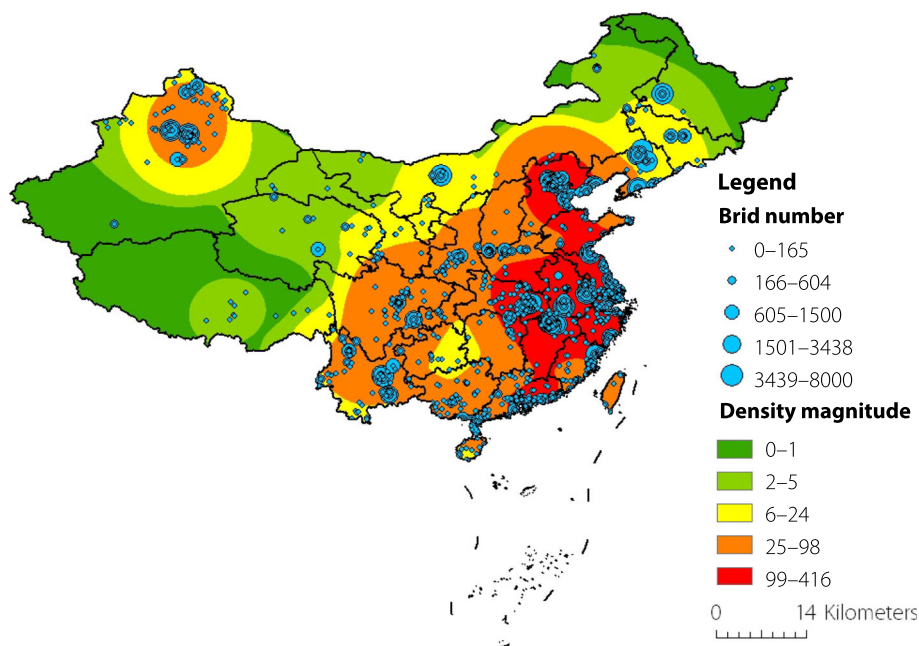 Legend
Brid number
0–165
166–604
605–1500
1501–3438
3439–8000
Density magnitude
0–1
2–5
6–24
25–98
99–416
0 14 Kilometers